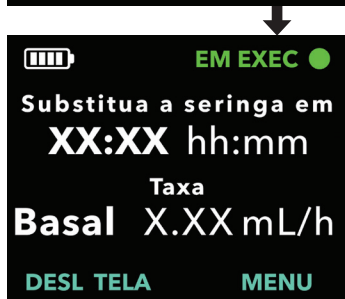 EM EXEC
Substitua a seringa em
XX:XX hh:mm
Taxa
Basal X.XX mL/h
DESL TELA MENU